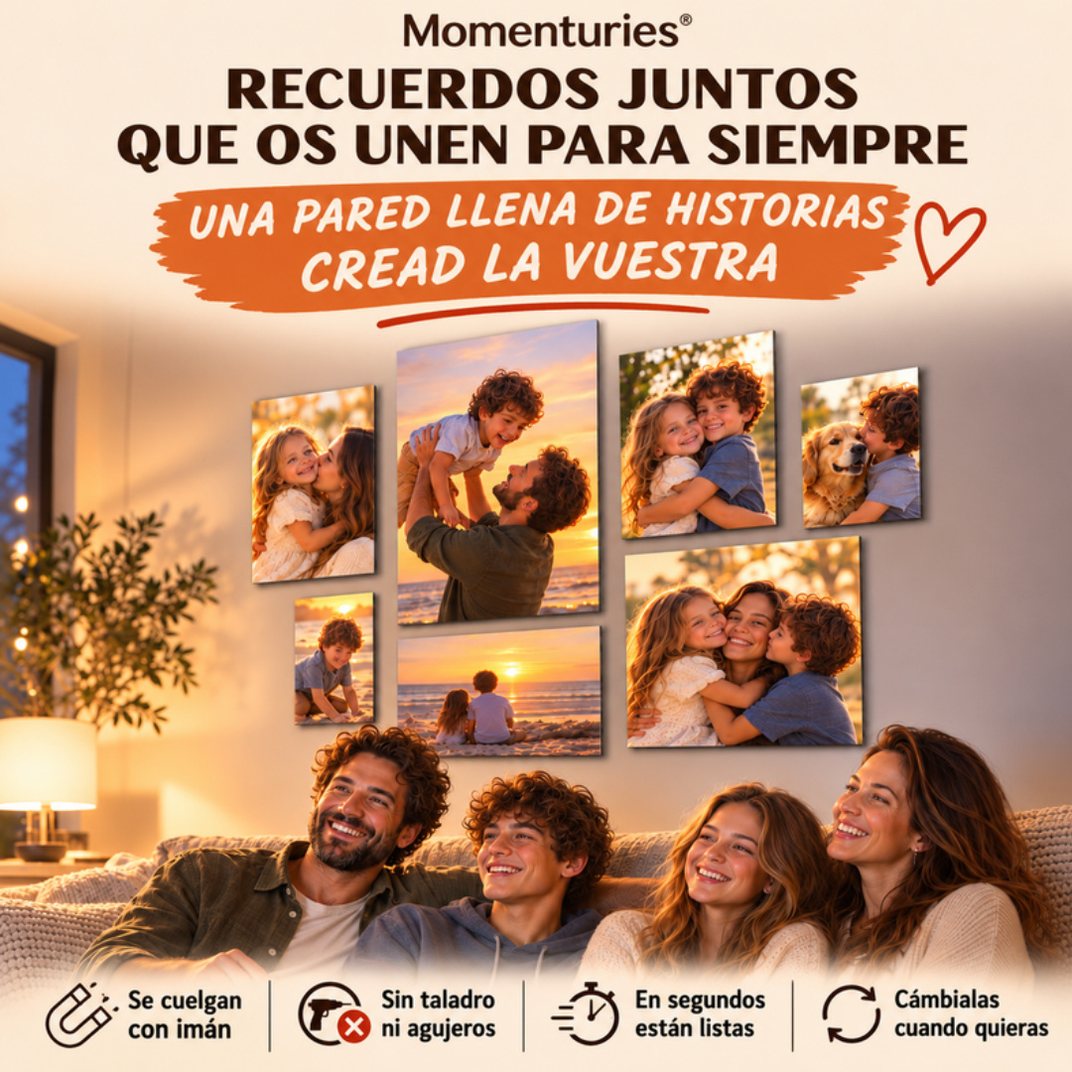 Momenturies®
RECUERDOS JUNTOS
QUE OS UNEN PARA SIEMPRE
UNA PARED LLENA DE HISTORIAS
CREAD LA VUESTRA
Se cuelgan
con imán
Sin taladro
ni agujeros
En segundos
están listas
Cámbialas
cuando quieras